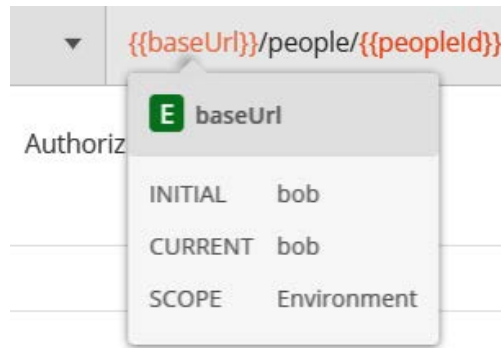 {{baseUrl}}/people/{{peopleId}}
E baseUrl
Authoriz
INITIAL bob
CURRENT bob
SCOPE Environment